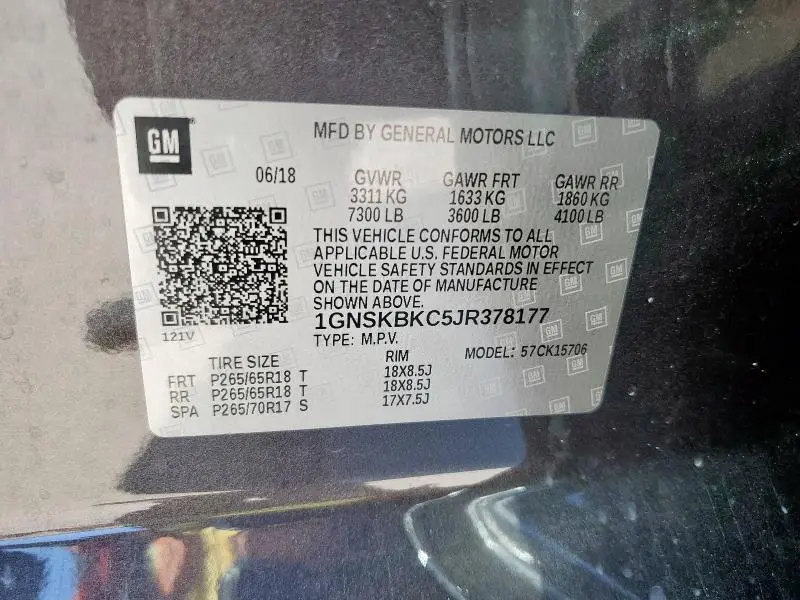 GM
MFD BY GENERAL MOTORS LLC
06/18 GVWR GAWR FRT GAWR RR
3311 KG 1633 KG 1860 KG
7300 LB 3600 LB 4100 LB
THIS VEHICLE CONFORMS TO ALL
APPLICABLE U.S. FEDERAL MOTOR
VEHICLE SAFETY STANDARDS IN EFFECT
ON THE DATE OF MANUFACTURE
SHOWN ABOVE.
1GNSKBKC5JR378177
121V
TYPE: M.P.V. MODEL: 57CK15706
TIRE SIZE RIM
FRT P265/65R18 T 18X8.5J
RR P265/65R18 T 18X8.5J
SPA P265/70R17 S 17X7.5J